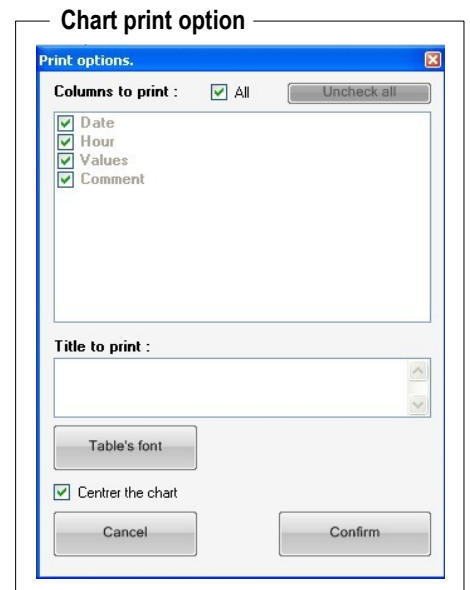 Chart print option
Print options.
Columns to print : All Uncheck all
Date
Hour
Values
Comment
Title to print :
Table's font
Centrer the chart
Cancel Confirm